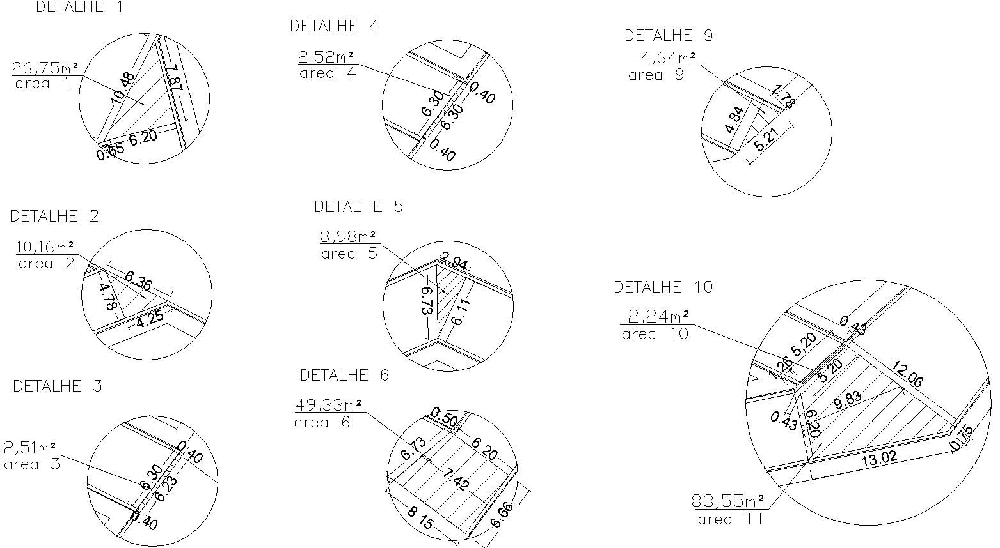 DETALHE 1
26,75m²
area 1
10.48
7.87
6.20
0.65
DETALHE 2
10,16m²
area 2
6.36
4.78
4.25
DETALHE 3
2,51m²
area 3
0.40
6.30
6.23
0.40
DETALHE 4
2,52m²
area 4
0.40
6.30
6.30
0.40
DETALHE 5
8,98m²
area 5
2.94
6.73
6.11
DETALHE 6
49,33m²
area 6
0.50
6.73
6.20
7.42
8.15
6.66
DETALHE 9
4,64m²
area 9
1.78
4.84
5.21
DETALHE 10
2,24m²
area 10
0.43
5,20
1.26
5.20
12.06
9.83
0.43
6.20
0.75
13.02
83,55m²
area 11